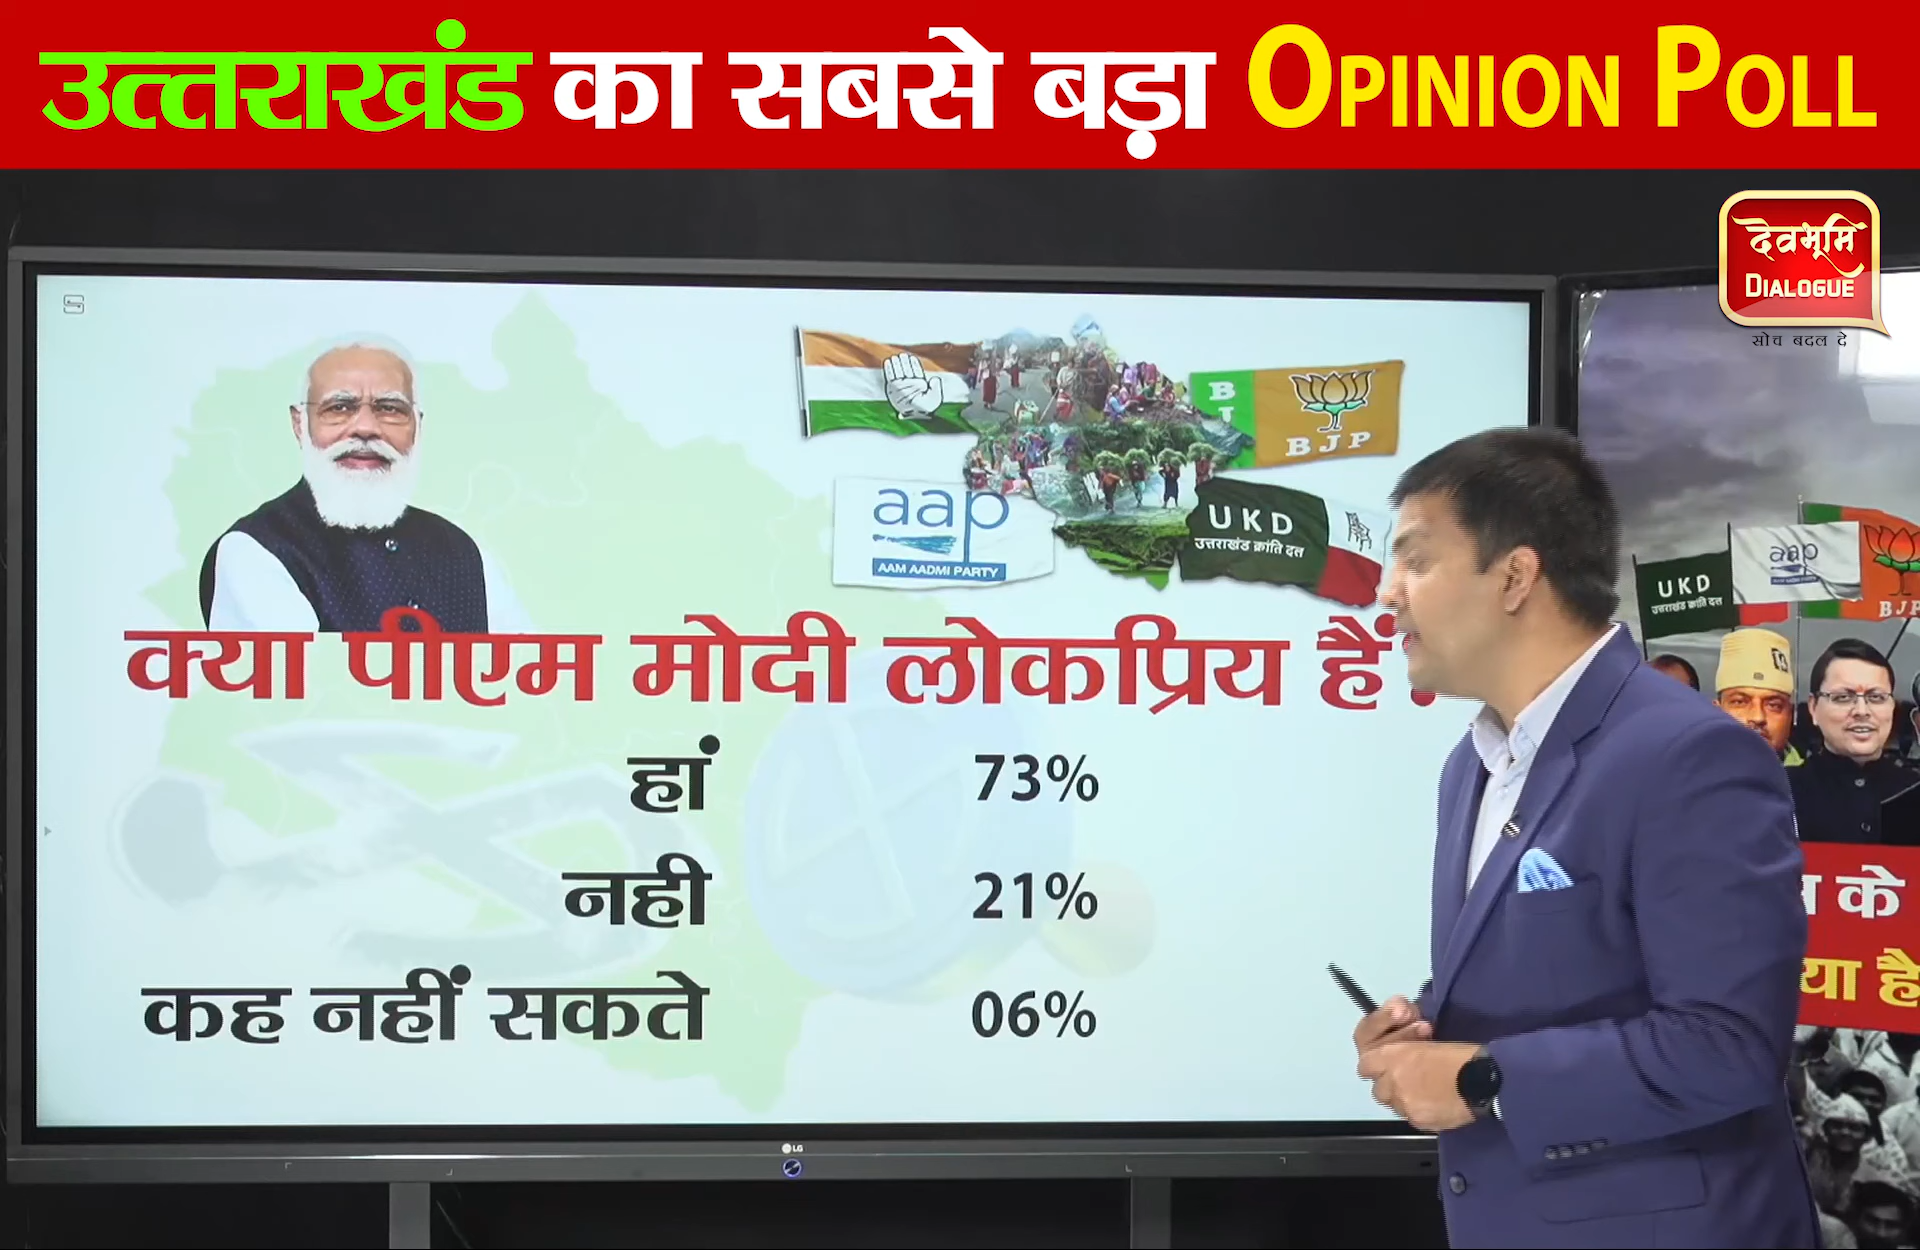 उत्तराखंड का सबसे बड़ा OPINION POLL
देवभूमि
DIALOGUE
सोच बदल दे
B
J
BJP
aap
AAM AADMI PARTY
UKD
उत्तराखंड क्रांति दल
क्या पीएम मोदी लोकप्रिय हैं
हां 73%
नही 21%
कह नहीं सकते 06%
aap
UKD
उत्तराखंड क्रांति दल
BJP
के
या है
LG